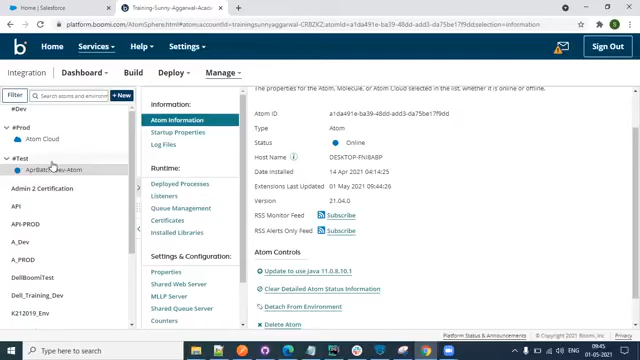 Home | Salesforce
Training-Sunny-Aggarwal-Acade
platform.boomi.com/AtomSphere.html#atom;accountId=trainingsunnyaggarwal-CRBZKZ;atomId=
selection=information
Home
Services
Help
Settings
Sign Out
Integration
Dashboard
Build
Deploy
Manage
Filter
Search atoms and environm
+ New
#Dev
#Prod
Atom Cloud
#Test
AprBatchDev-Atom
Admin 2 Certification
API
API-PROD
A_Dev
A_PROD
DellBoomiTest
Dell_Training_Dev
K212019_Env
Information:
Atom Information
Startup Properties
Log Files
Runtime:
Deployed Processes
Listeners
Queue Management
Certificates
Installed Libraries
Settings & Configuration:
Properties
Shared Web Server
MLLP Server
Shared Queue Server
Counters
the properties for the Atom, Molecule, or Atom Cloud selected in the list, whether it is online or offline.
Atom ID a1da491e-ba39-48dd-add3-da75be17f9dd
Type Atom
Status Online
Host Name DESKTOP-FNI8ABP
Date Installed 14 Apr 2021 04:14:25
Extensions Last Updated 01 May 2021 09:44:26
Version 21.04.0
RSS Monitor Feed Subscribe
RSS Alerts Only Feed Subscribe
Atom Controls
Update to use Java 11.0.8.10.1
Clear Detailed Atom Status Information
Detach From Environment
Delete Atom
Platform Status & Announcements
Copyright © 2021 Boomi, Inc.
Privacy
Type here to search
ENG
09:45
01-05-2021